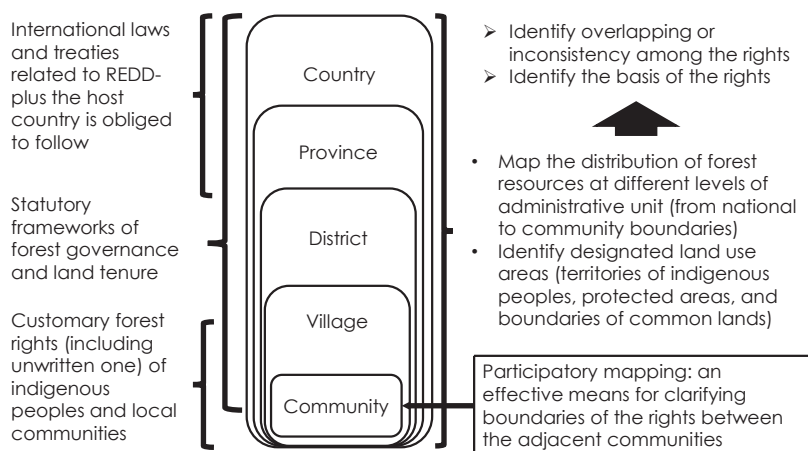 International laws
and treaties
related to REDD-
plus the host
country is obliged
to follow
Statutory
frameworks of
forest governance
and land tenure
Customary forest
rights (including
unwritten one) of
indigenous
peoples and local
communities
Country
Province
District
Village
Community
➢ Identify overlapping or
inconsistency among the rights
➢ Identify the basis of the rights
• Map the distribution of forest
resources at different levels of
administrative unit (from national
to community boundaries)
• Identify designated land use
areas (territories of indigenous
peoples, protected areas, and
boundaries of common lands)
Participatory mapping: an
effective means for clarifying
boundaries of the rights between
the adjacent communities